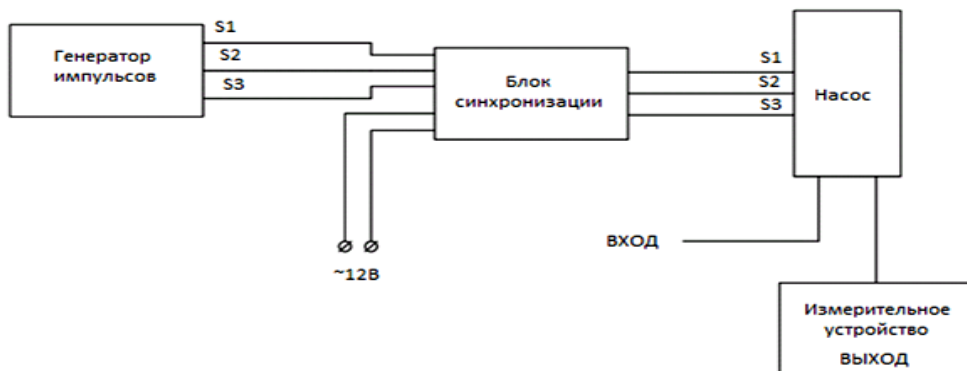 Генератор
импульсов
S1
S2
S3
Блок
синхронизации
~12В
S1
S2
S3
Насос
ВХОД
Измерительное
устройство
ВЫХОД